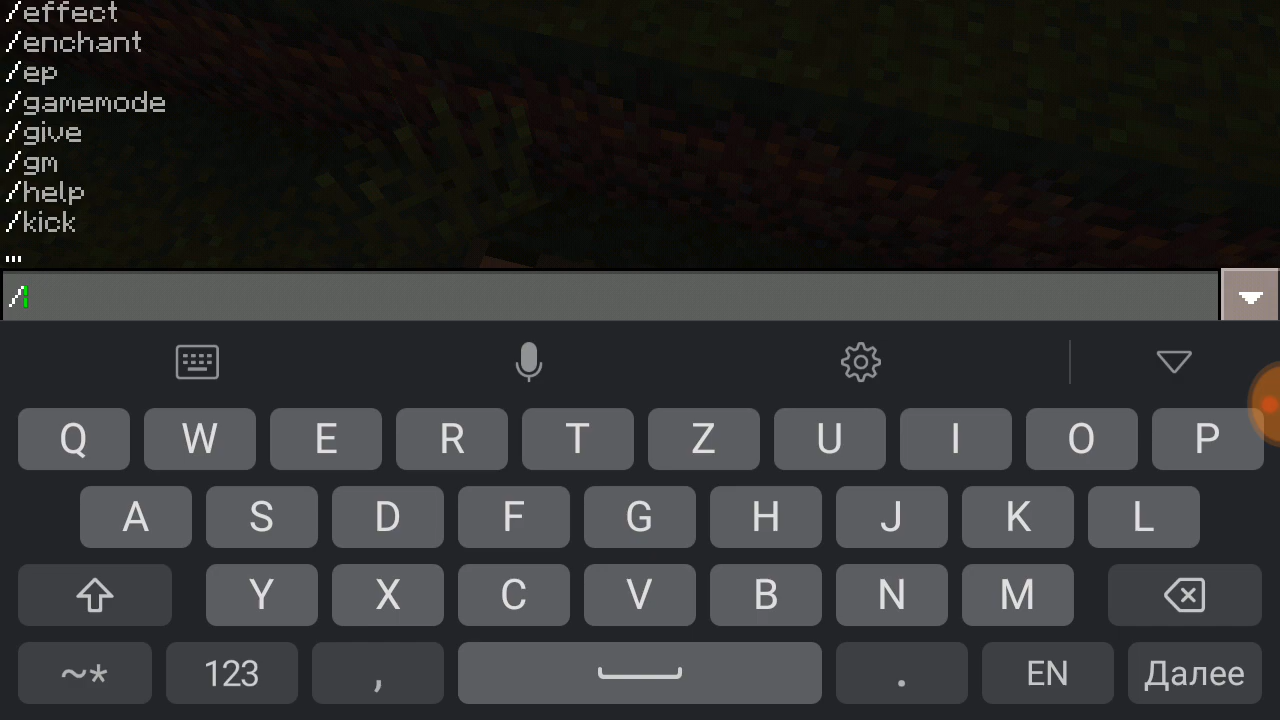 /effect
/enchant
/ep
/gamemode
/give
/gm
/help
/kick
...
/
Q W E R T Z U I O P
A S D F G H J K L
Y X C V B N M
~* 123 , . EN Далее